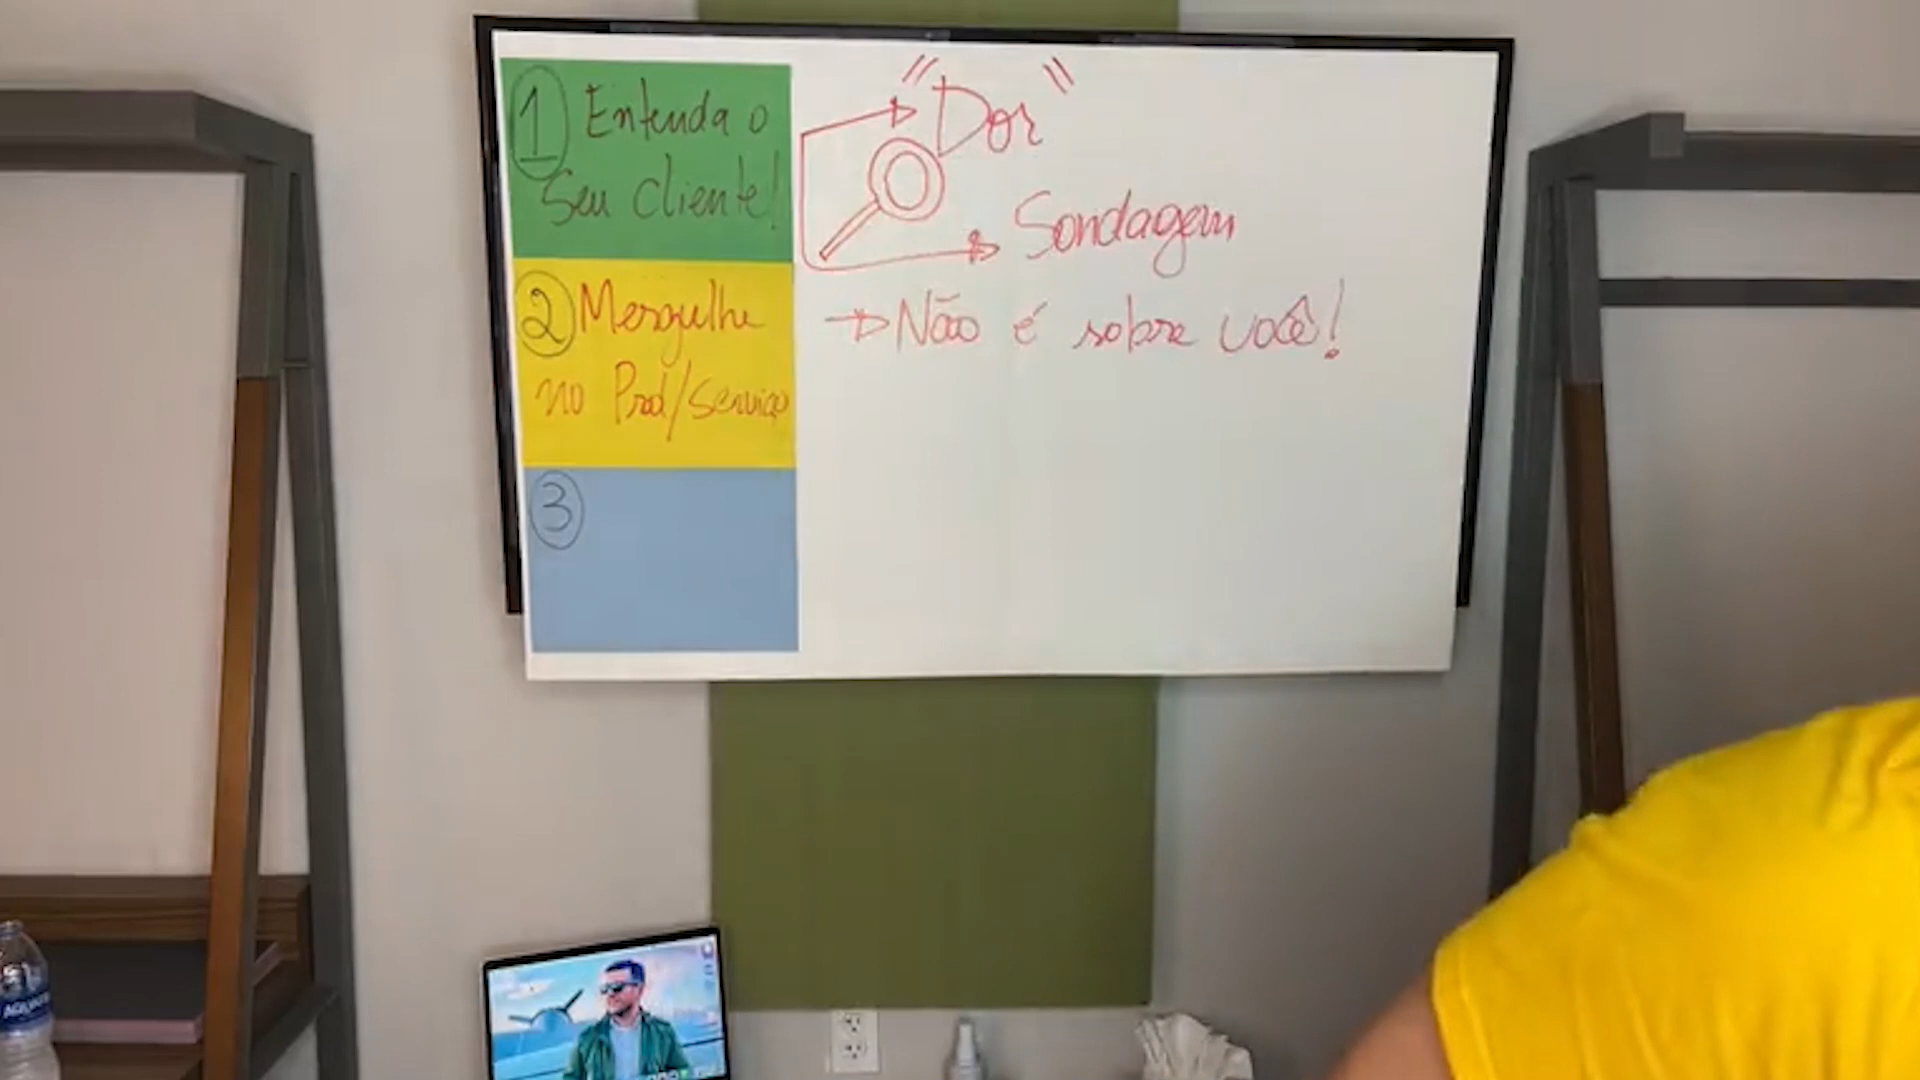 1 Entenda o
Seu cliente!
"Dor"
Sondagem
2 Mergulhe
no Prod/Serviço
Não é sobre você!
3